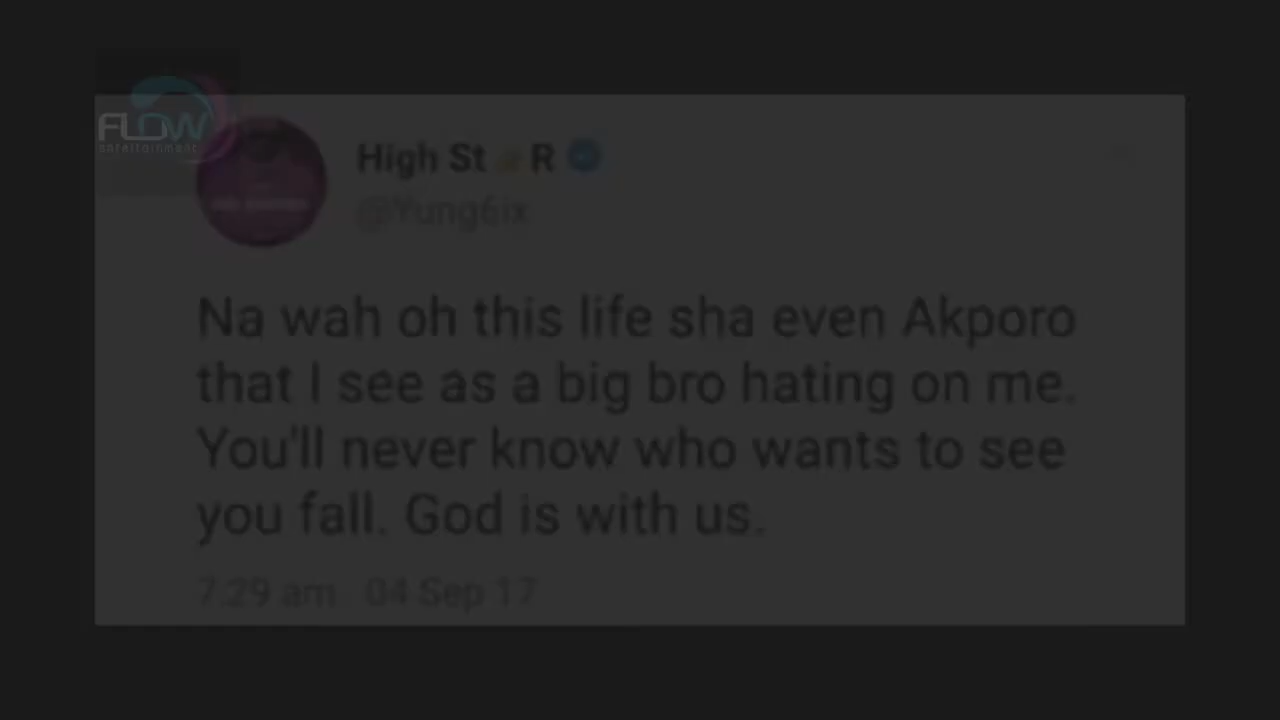 FLOW
entertainment
High St⭐R
@Yung6ix
Na wah oh this life sha even Akporo
that I see as a big bro hating on me.
You'll never know who wants to see
you fall. God is with us.
7:29 am · 04 Sep 17